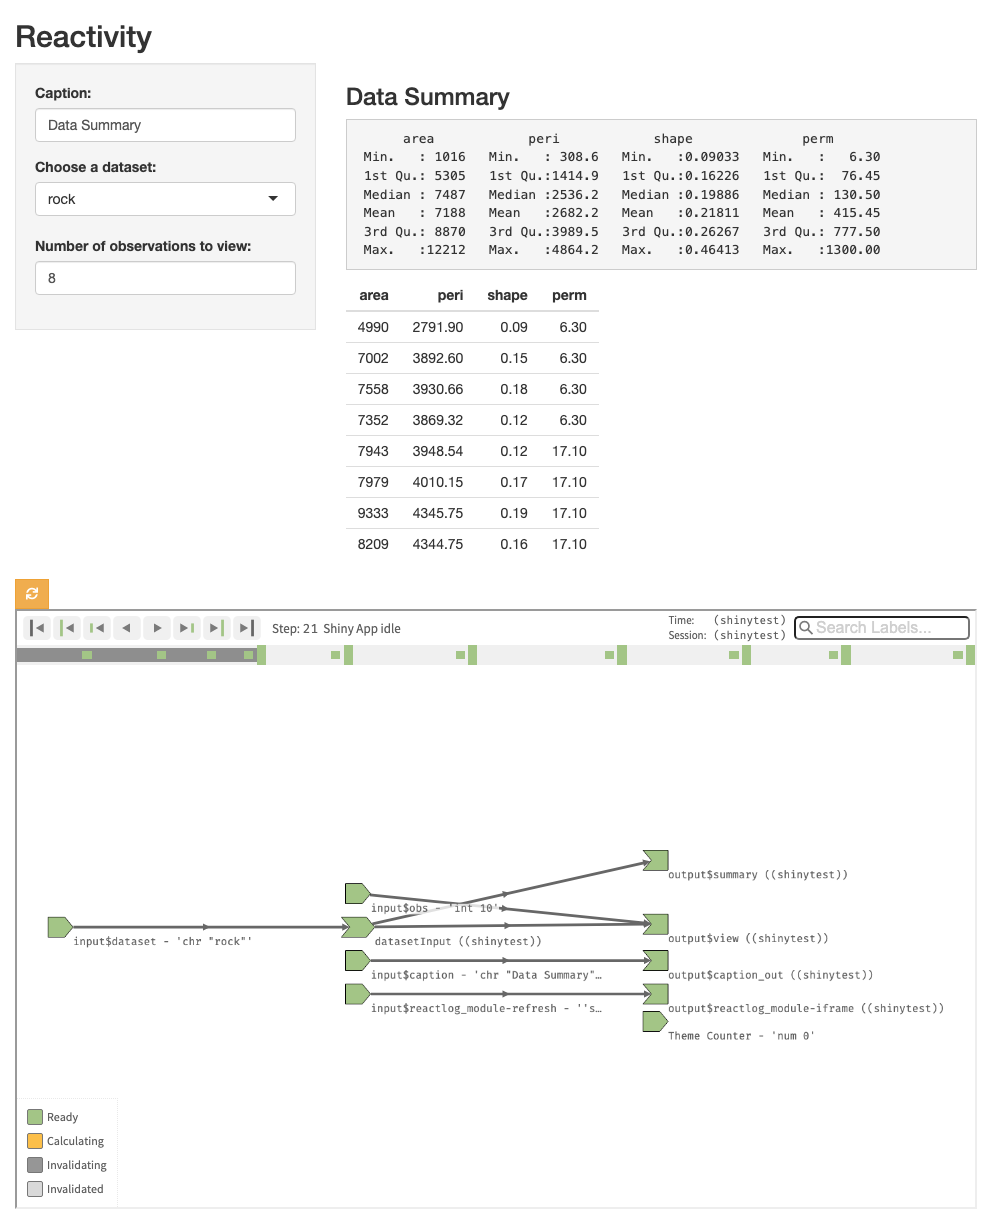 Reactivity
Caption:
Data Summary
Choose a dataset:
rock
Number of observations to view:
8
Data Summary
area peri shape perm
Min. : 1016 Min. : 308.6 Min. :0.09033 Min. : 6.30
1st Qu.: 5305 1st Qu.:1414.9 1st Qu.:0.16226 1st Qu.: 76.45
Median : 7487 Median :2536.2 Median :0.19886 Median : 130.50
Mean : 7188 Mean :2682.2 Mean :0.21811 Mean : 415.45
3rd Qu.: 8870 3rd Qu.:3989.5 3rd Qu.:0.26267 3rd Qu.: 777.50
Max. :12212 Max. :4864.2 Max. :0.46413 Max. :1300.00
area peri shape perm
4990 2791.90 0.09 6.30
7002 3892.60 0.15 6.30
7558 3930.66 0.18 6.30
7352 3869.32 0.12 6.30
7943 3948.54 0.12 17.10
7979 4010.15 0.17 17.10
9333 4345.75 0.19 17.10
8209 4344.75 0.16 17.10
Step: 21 Shiny App idle
Time: (shinytest)
Session: (shinytest)
Search Labels...
output$summary ((shinytest))
input$obs - 'int 10'
output$view ((shinytest))
input$dataset - 'chr "rock"'
datasetInput ((shinytest))
input$caption - 'chr "Data Summary"…
output$caption_out ((shinytest))
input$reactlog_module-refresh - ''s…
output$reactlog_module-iframe ((shinytest))
Theme Counter - 'num 0'
Ready
Calculating
Invalidating
Invalidated